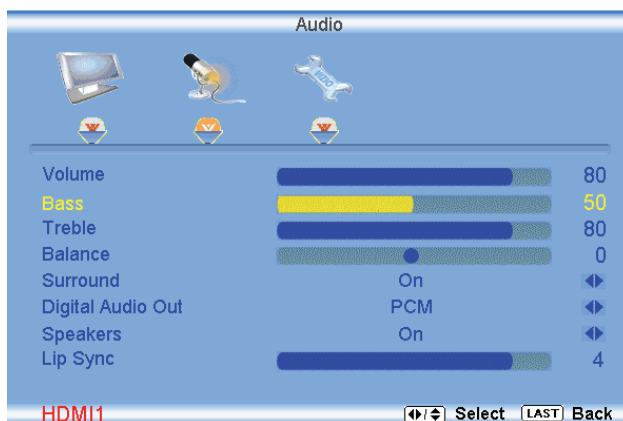 Audio
Volume 80
Bass 50
Treble 80
Balance 0
Surround On
Digital Audio Out PCM
Speakers On
Lip Sync 4
HDMI1 Select LAST Back